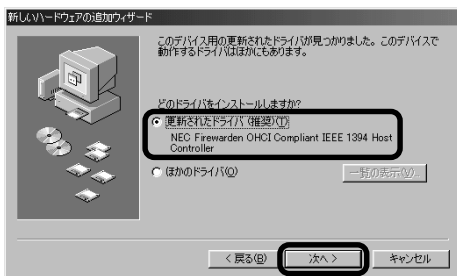 新しいハードウェアの追加ウィザード
このデバイス用の更新されたドライバが見つかりました。このデバイスで
動作するドライバはほかにもあります。
どのドライバをインストールしますか?
更新されたドライバ (推奨)(T)
NEC Firewarden OHCI Compliant IEEE 1394 Host
Controller
ほかのドライバ(O)
一覧の表示(V)...
< 戻る(B)
次へ >
キャンセル